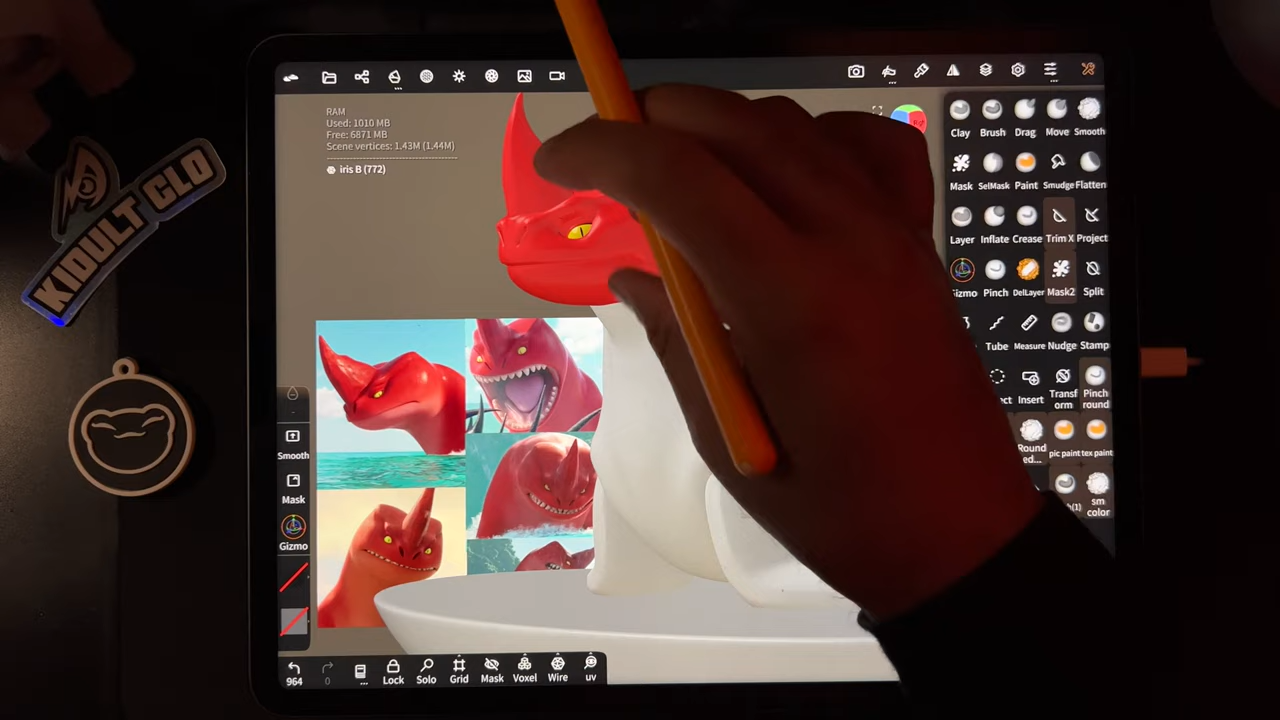 RAM
Used: 1010 MB
Free: 6871 MB
Scene vertices: 1.43M (1.44M)
iris B (772)
KIDULT CLO
Clay Brush Drag Move Smooth
Mask SelMask Paint Smudge Flatten
Layer Inflate Crease Trim X Project
Gizmo Pinch DelLayer Mask2 Split
Tube Measure Nudge Stamp
Insert Transf orm Pinch round
Round ed... pic paint tex paint
sm color
Smooth
Mask
Gizmo
964 0 ... Lock Solo Grid Mask Voxel Wire uv